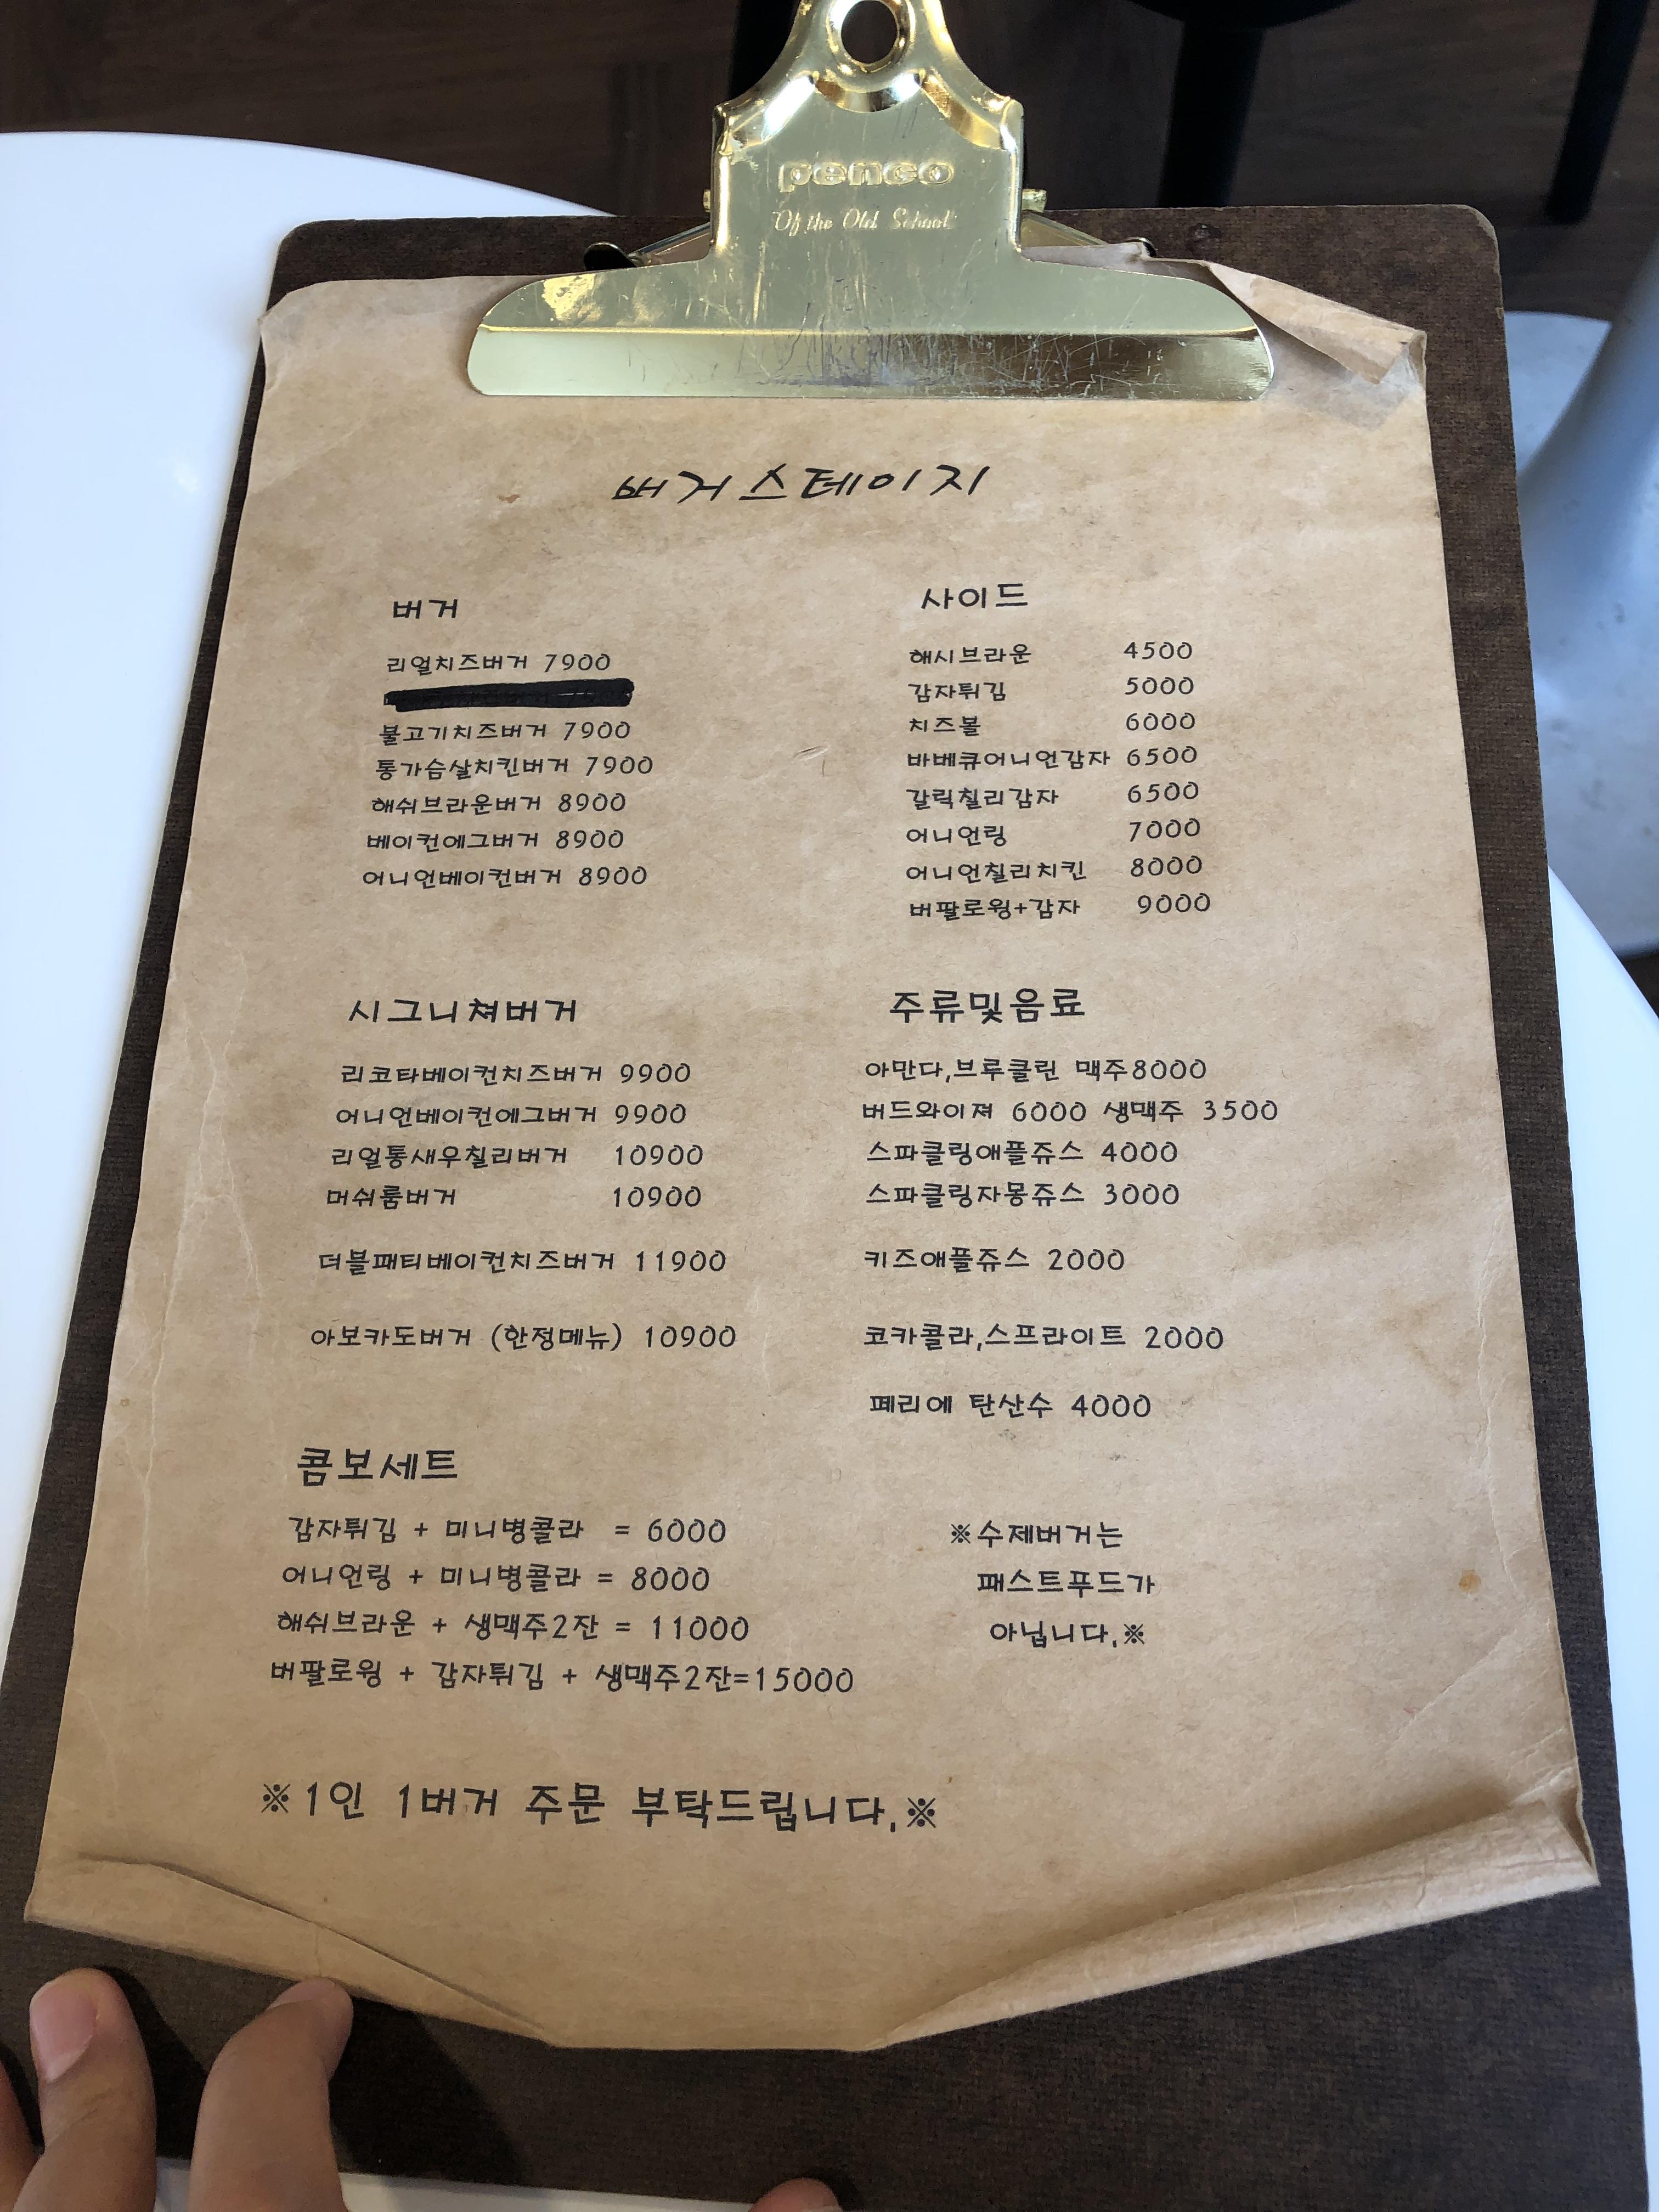 penco
Of the Old School
버거스테이지
버거
리얼치즈버거 7900
불고기치즈버거 7900
통가슴살치킨버거 7900
해쉬브라운버거 8900
베이컨에그버거 8900
어니언베이컨버거 8900
사이드
해시브라운 4500
감자튀김 5000
치즈볼 6000
바베큐어니언감자 6500
갈릭칠리감자 6500
어니언링 7000
어니언칠리치킨 8000
버팔로윙+감자 9000
시그니쳐버거
리코타베이컨치즈버거 9900
어니언베이컨에그버거 9900
리얼통새우칠리버거 10900
머쉬룸버거 10900
더블패티베이컨치즈버거 11900
아보카도버거 (한정메뉴) 10900
주류및음료
아만다,브루클린 맥주8000
버드와이져 6000 생맥주 3500
스파클링애플쥬스 4000
스파클링자몽쥬스 3000
키즈애플쥬스 2000
코카콜라,스프라이트 2000
페리에 탄산수 4000
콤보세트
감자튀김 + 미니병콜라 = 6000
어니언링 + 미니병콜라 = 8000
해쉬브라운 + 생맥주2잔 = 11000
버팔로윙 + 감자튀김 + 생맥주2잔=15000
※수제버거는
패스트푸드가
아닙니다.※
※1인 1버거 주문 부탁드립니다.※